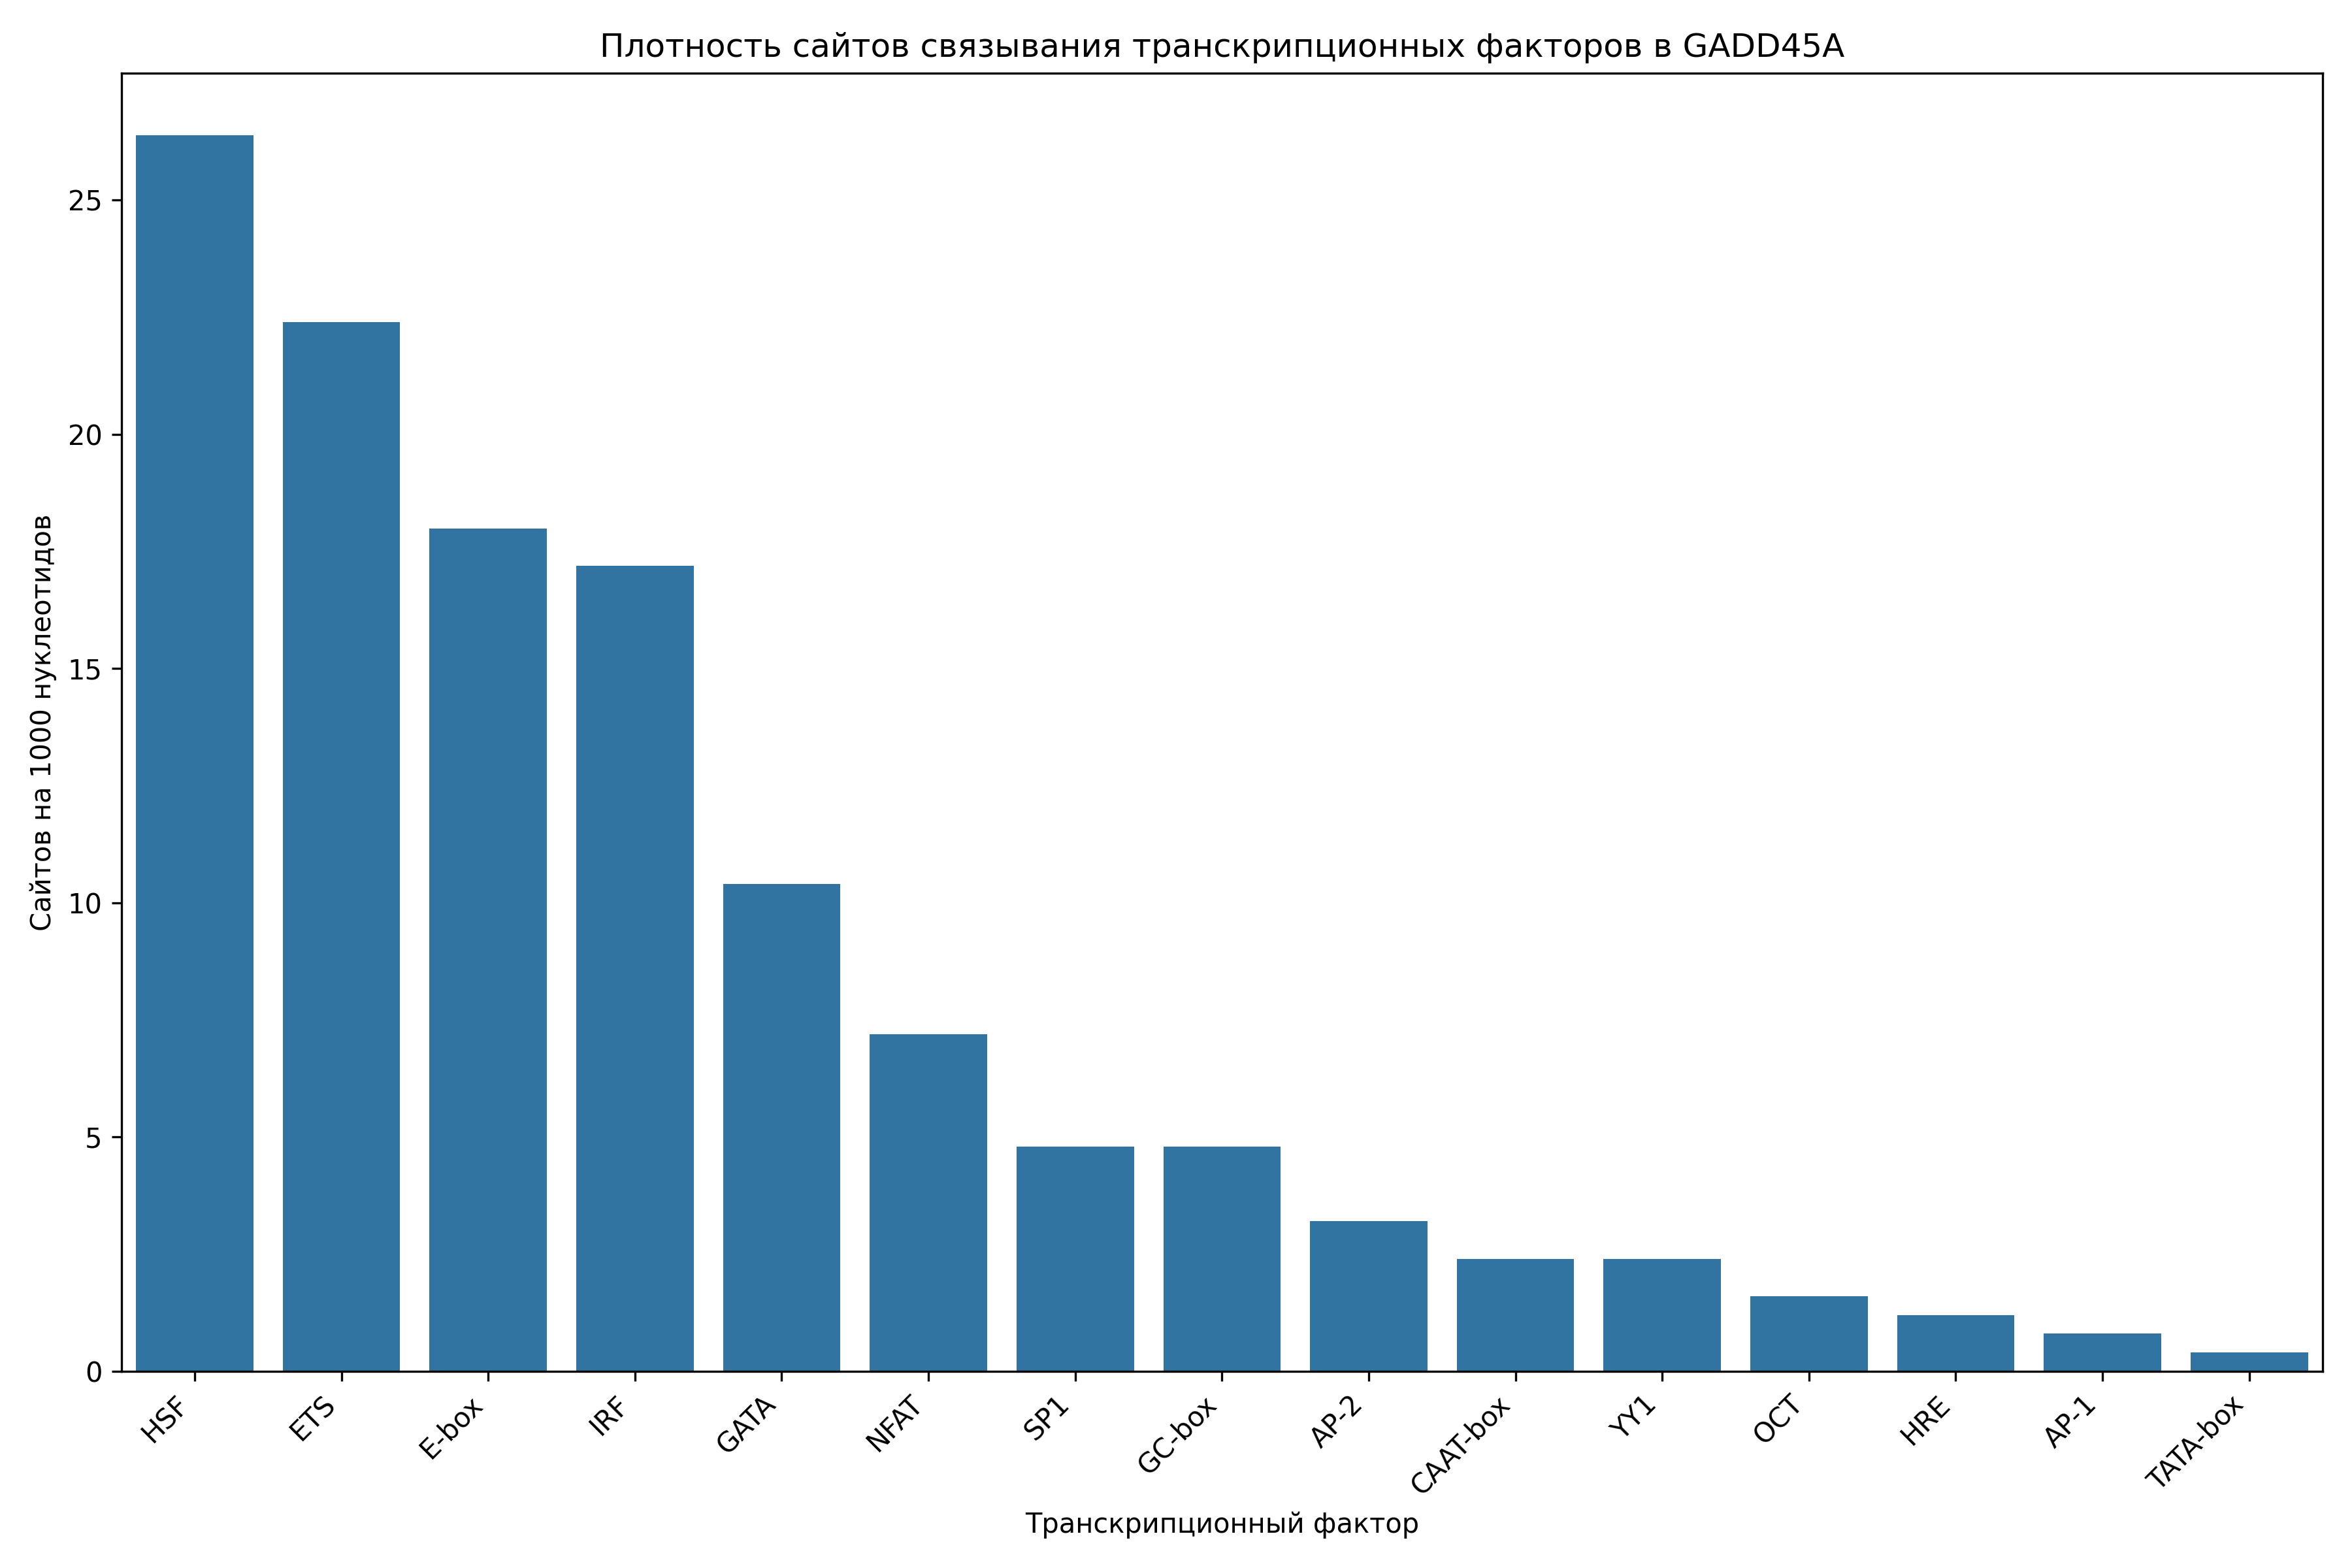 Плотность сайтов связывания транскрипционных факторов в GADD45A
Сайтов на 1000 нуклеотидов
25
20
15
10
5
0
HSF
ETS
E-box
IRF
GATA
NFAT
SP1
GC-box
AP-2
CAAT-box
YY1
OCT
HRE
AP-1
TATA-box
Транскрипционный фактор